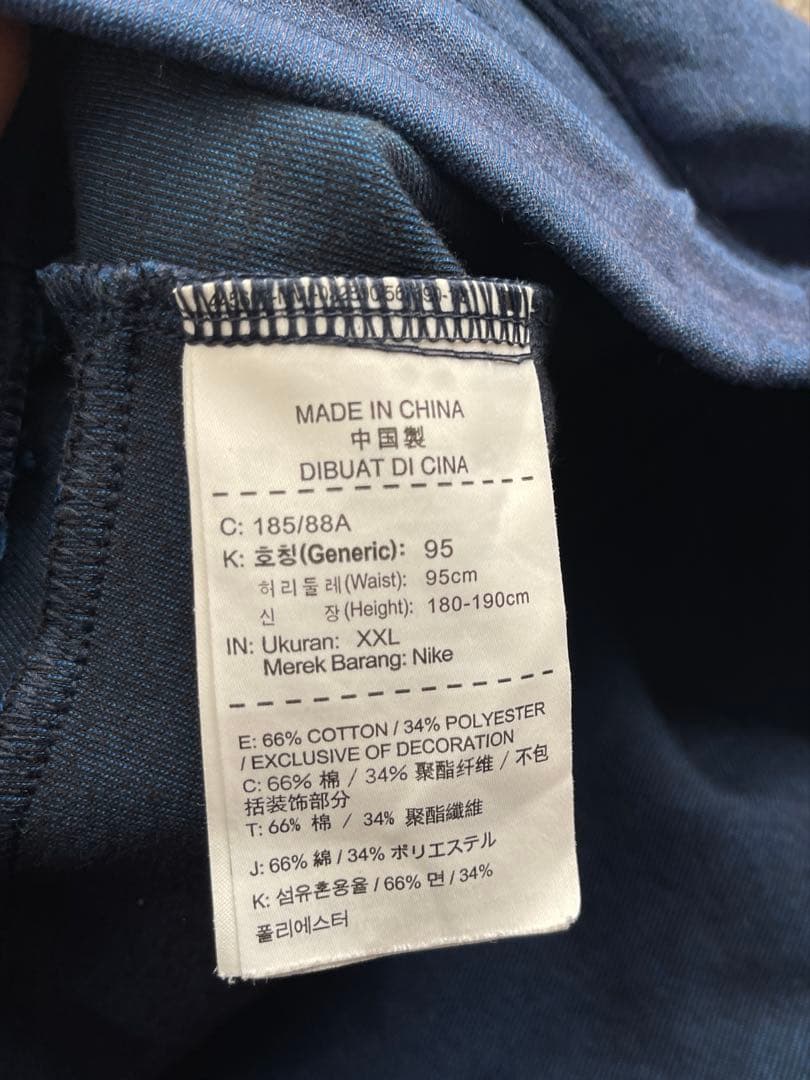 MADE IN CHINA
中国製
DIBUAT DI CINA
C: 185/88A
K: 호칭(Generic): 95
허리둘레(Waist): 95cm
신 장(Height): 180-190cm
IN: Ukuran: XXL
Merek Barang: Nike
E: 66% COTTON / 34% POLYESTER
/ EXCLUSIVE OF DECORATION
C: 66% 棉 / 34% 聚酯纤维 / 不包
括装饰部分
T: 66% 棉 / 34% 聚酯纖維
J: 66% 綿 / 34% ポリエステル
K: 섬유혼용율 / 66% 면 / 34%
폴리에스터